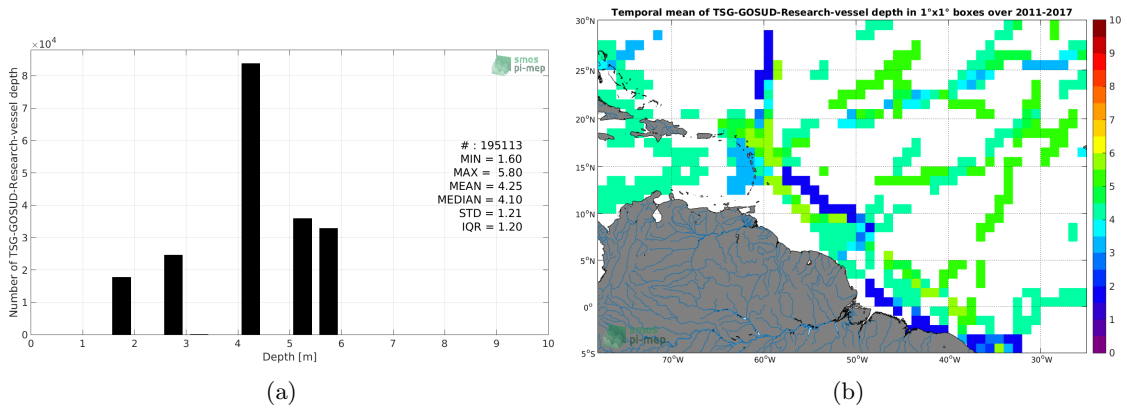 ×10⁴
9
8
7
6
5
4
3
2
1
0
Number of TSG-GOSUD-Research-vessel depth
0 1 2 3 4 5 6 7 8 9 10
Depth [m]
smos
pi-mep
# : 195113
MIN = 1.60
MAX = 5.80
MEAN = 4.25
MEDIAN = 4.10
STD = 1.21
IQR = 1.20
(a)
Temporal mean of TSG-GOSUD-Research-vessel depth in 1°x1° boxes over 2011-2017
30°N
25°N
20°N
15°N
10°N
5°N
0°
5°S
70°W 60°W 50°W 40°W 30°W
smos
pi-mep
10
9
8
7
6
5
4
3
2
1
0
(b)